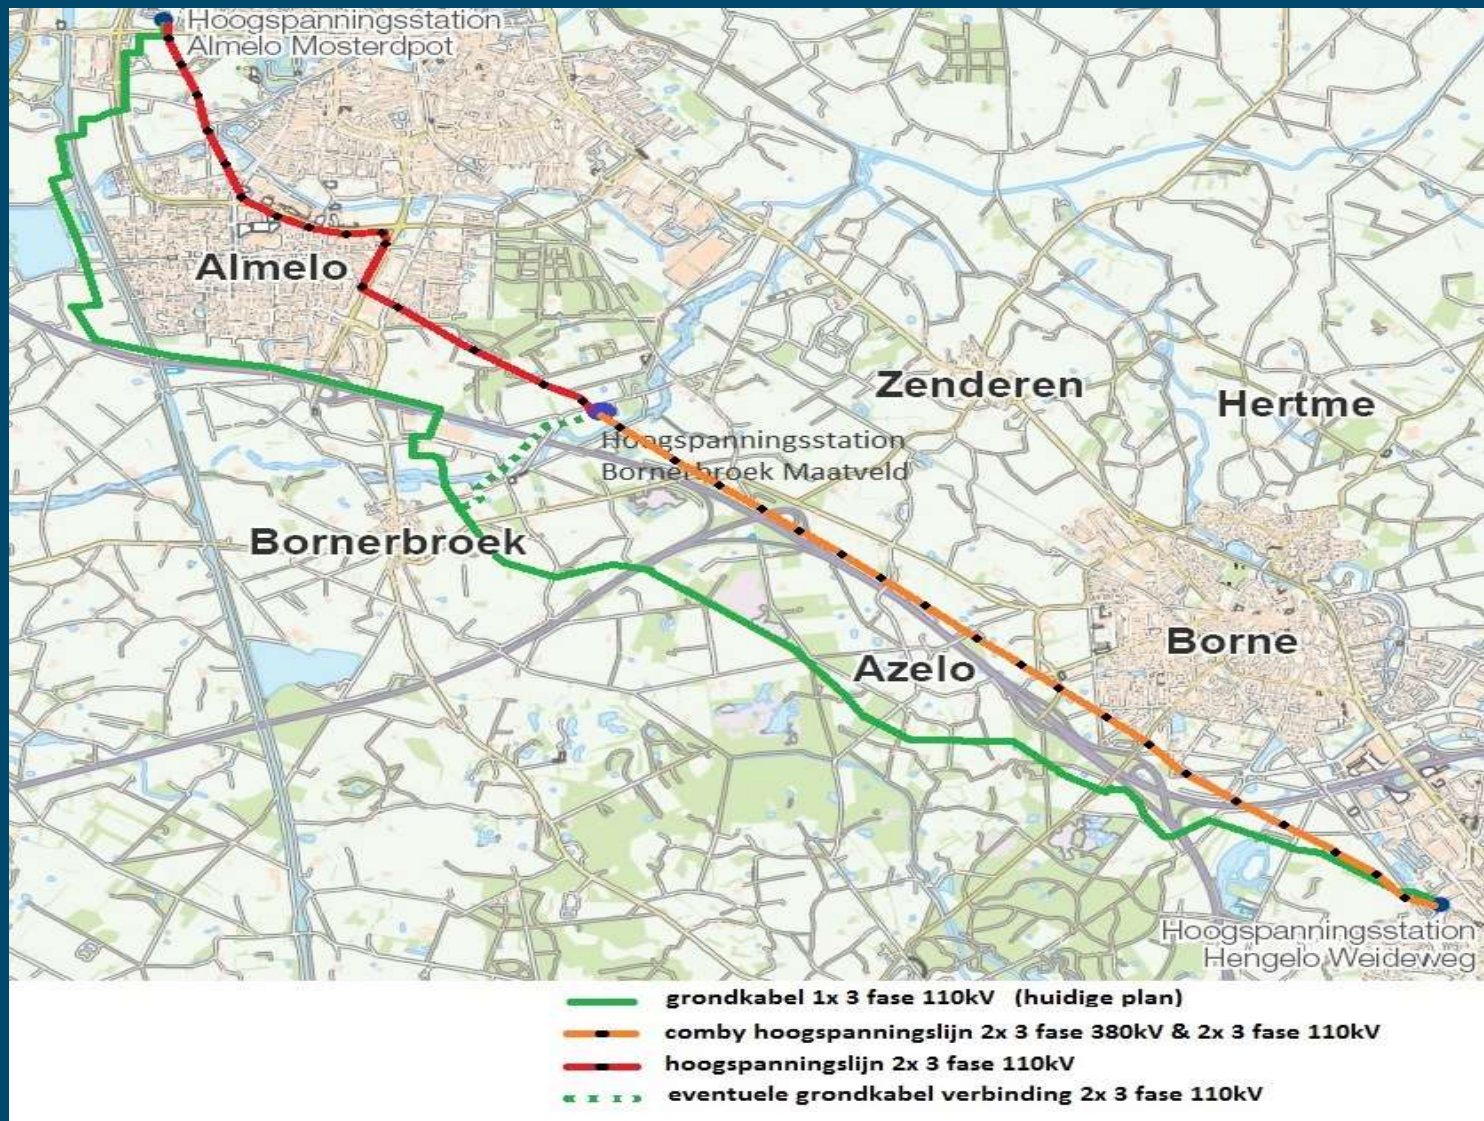 Hoogspanningsstation
Almelo Mosterdpot
Almelo
Zenderen
Hertme
Hoogspanningsstation
Bornerbroek Maatveld
Bornerbroek
Borne
Azelo
Hoogspanningsstation
Hengelo Weideweg
grondkabel 1x 3 fase 110kV (huidige plan)
comby hoogspanningslijn 2x 3 fase 380kV & 2x 3 fase 110kV
hoogspanningslijn 2x 3 fase 110kV
eventuele grondkabel verbinding 2x 3 fase 110kV